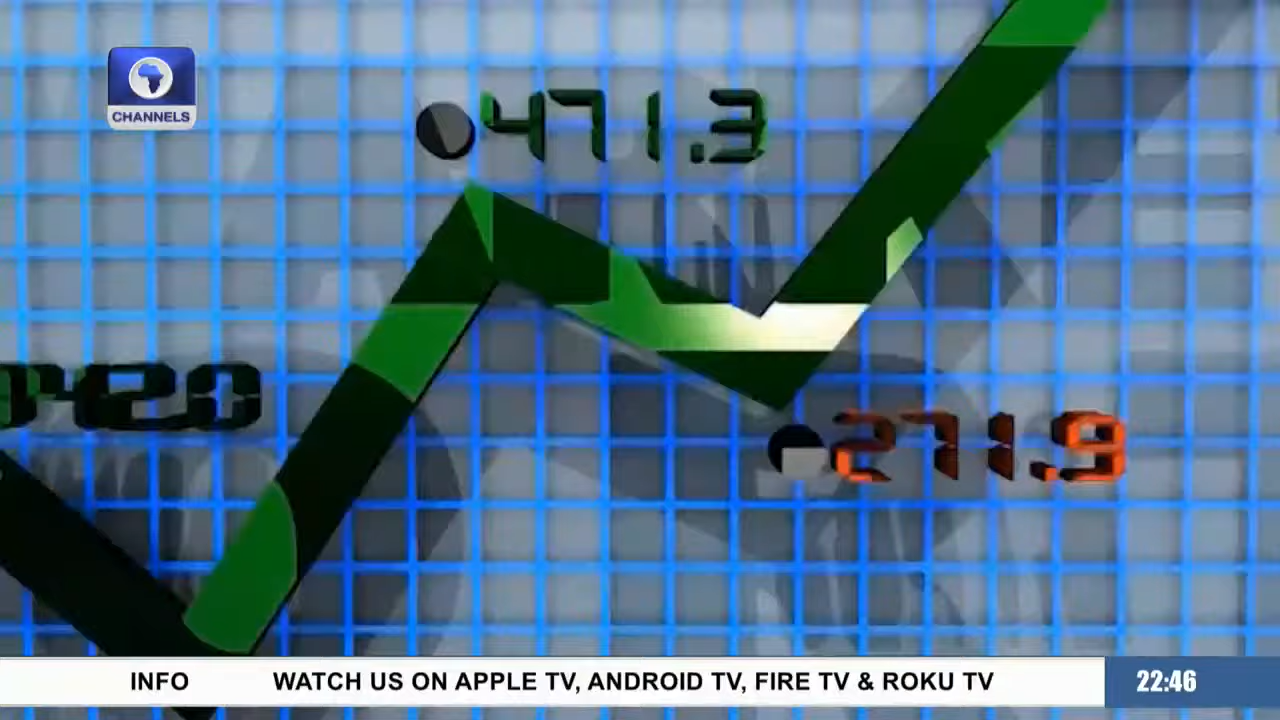 CHANNELS
471.3
271.9
INFO
WATCH US ON APPLE TV, ANDROID TV, FIRE TV & ROKU TV
22:46